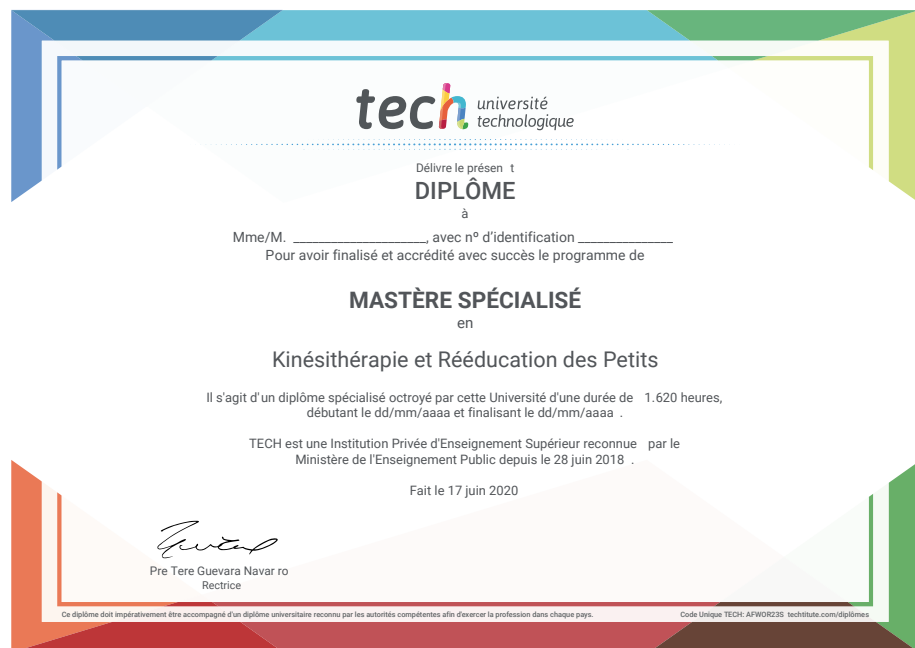 tech université
technologique
Délivre le présen t
DIPLÔME
à
Mme/M. ____________________, avec nº d'identification ______________
Pour avoir finalisé et accrédité avec succès le programme de
MASTÈRE SPÉCIALISÉ
en
Kinésithérapie et Rééducation des Petits
Il s'agit d'un diplôme spécialisé octroyé par cette Université d'une durée de 1.620 heures,
débutant le dd/mm/aaaa et finalisant le dd/mm/aaaa .
TECH est une Institution Privée d'Enseignement Supérieur reconnue par le
Ministère de l'Enseignement Public depuis le 28 juin 2018 .
Fait le 17 juin 2020
Pre Tere Guevara Navar ro
Rectrice
Ce diplôme doit impérativement être accompagné d'un diplôme universitaire reconnu par les autorités compétentes afin d'exercer la profession dans chaque pays. Code Unique TECH: AFWOR23S techtitute.com/diplômes